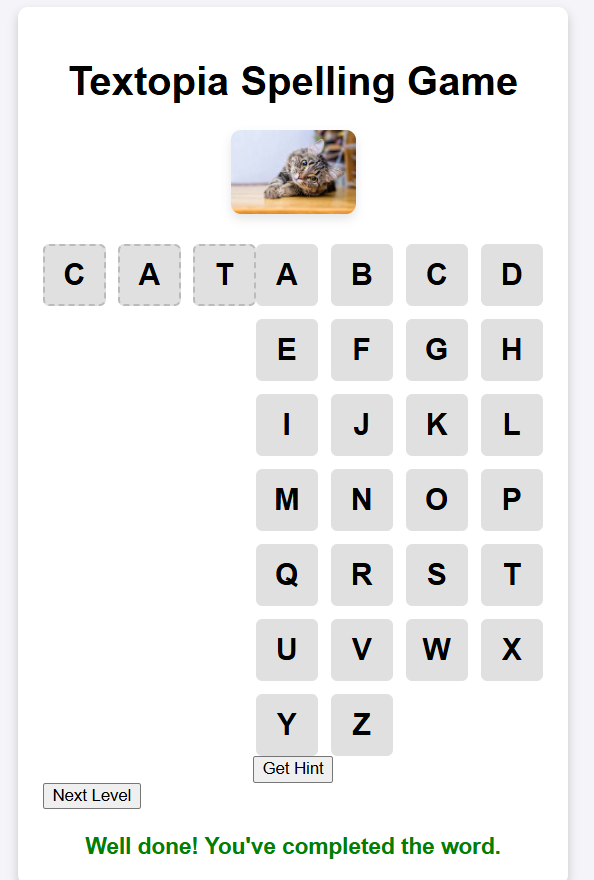 Textopia Spelling Game
C A T A B C D
E F G H
I J K L
M N O P
Q R S T
U V W X
Y Z
Get Hint
Next Level
Well done! You've completed the word.